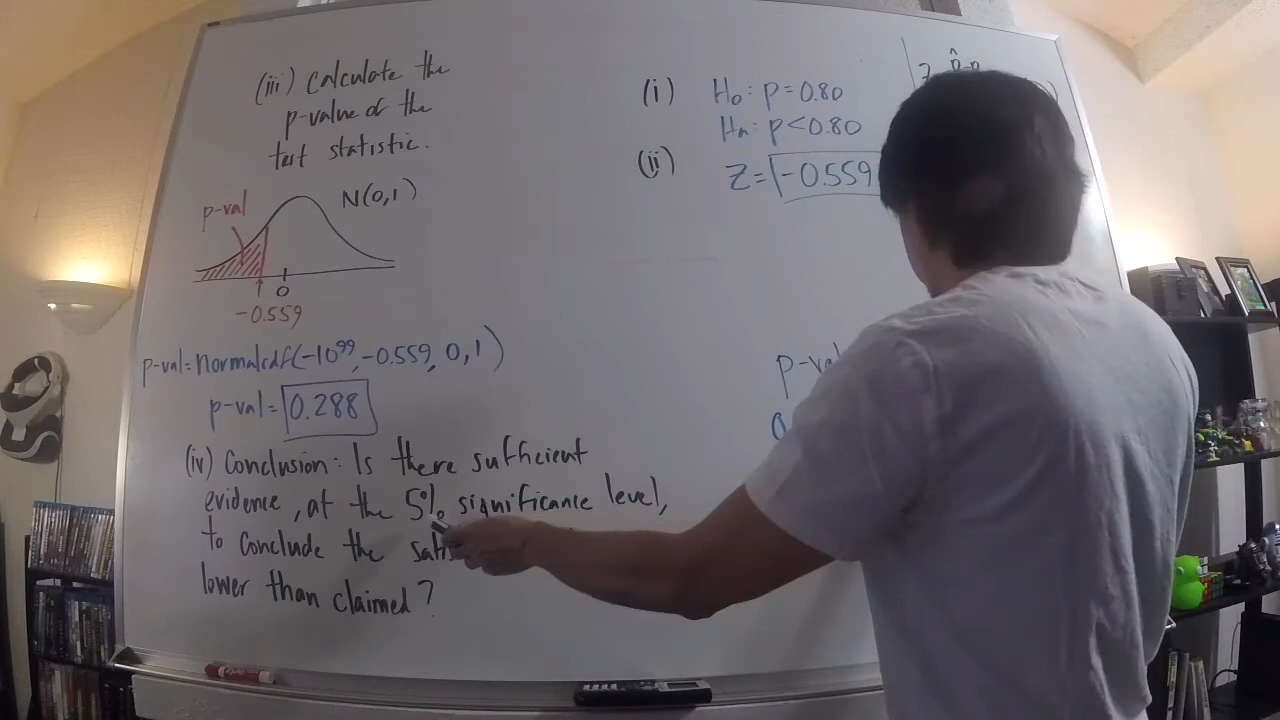 (iii) Calculate the
p-value of the
test statistic.
p-val
N(0,1)
0
-0.559
p-val=normalcdf(-10^99, -0.559, 0, 1)
p-val= 0.288
(iv) Conclusion: Is there sufficient
evidence, at the 5% significance level,
to conclude the
lower than claimed?
(i) H₀: p=0.80
Hₐ: p<0.80
(ii) Z= -0.559
p-val
0